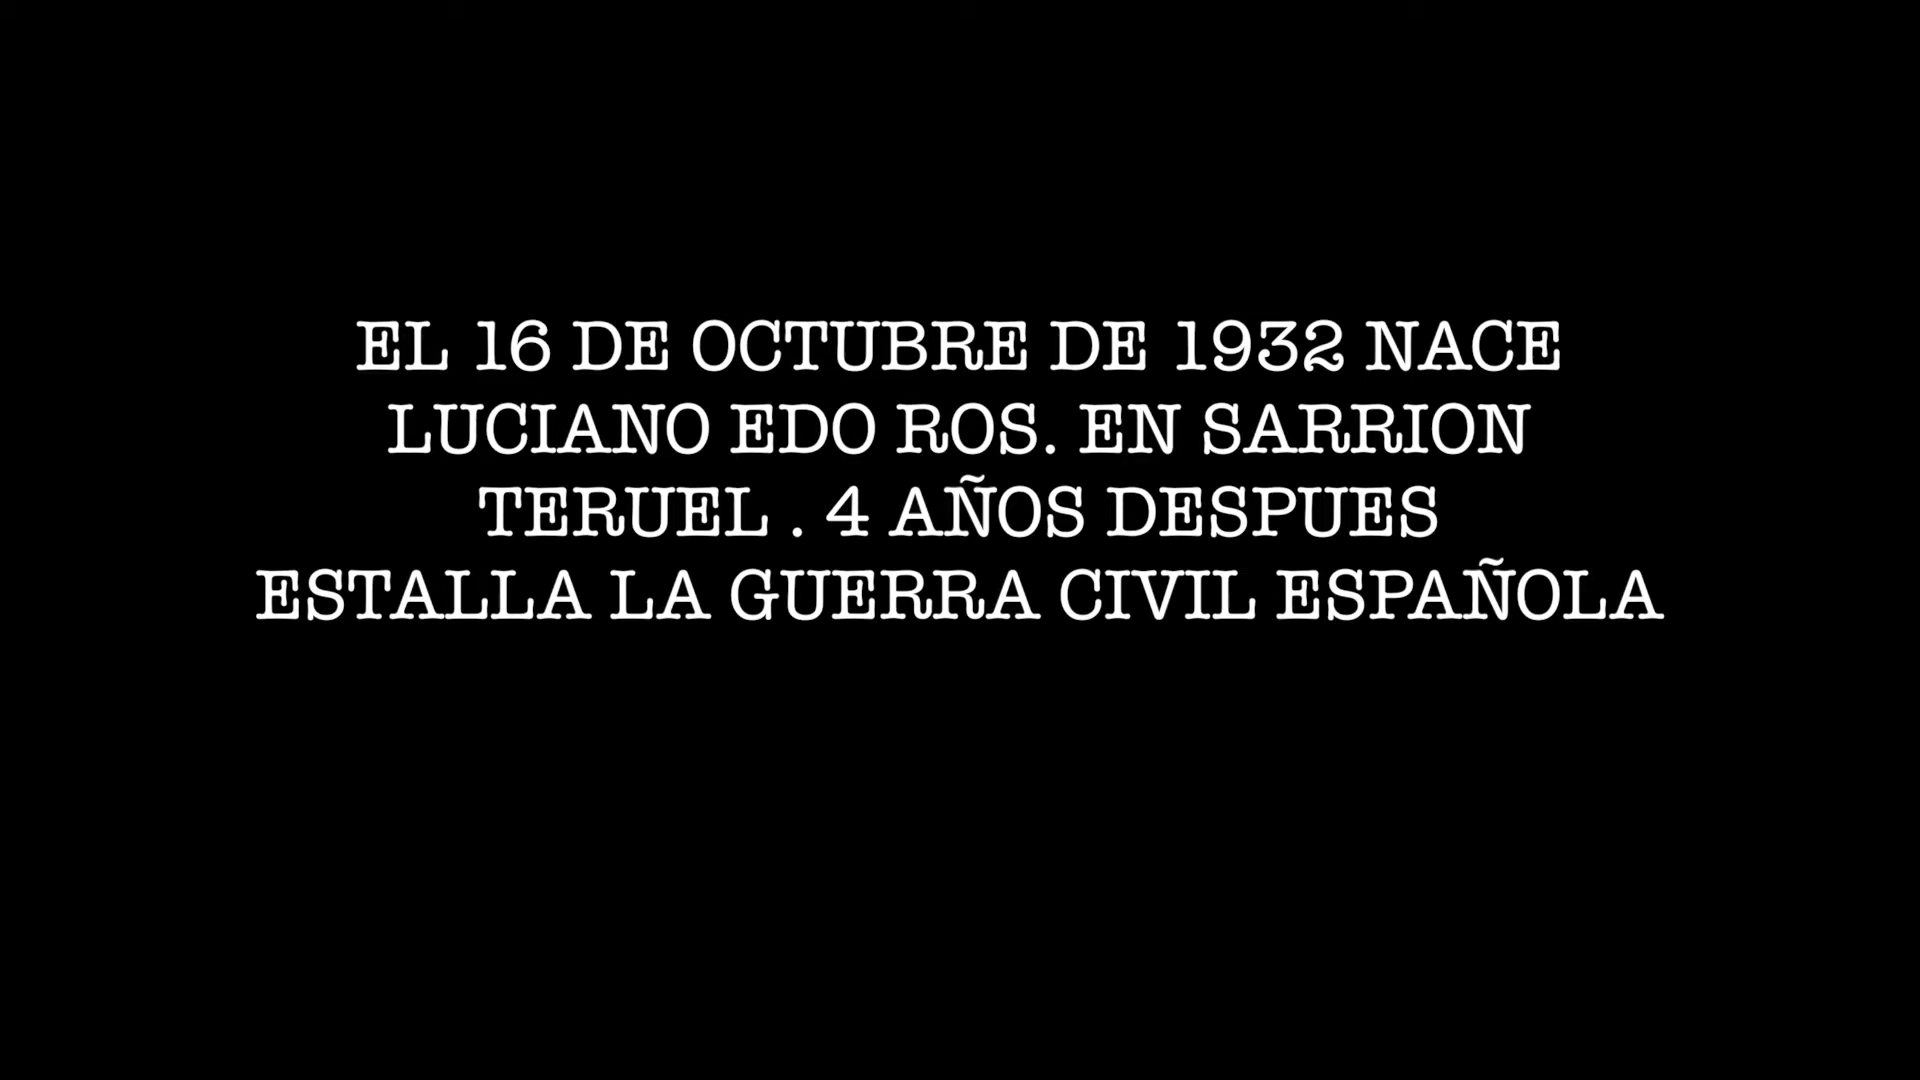 EL 16 DE OCTUBRE DE 1932 NACE
LUCIANO EDO ROS. EN SARRION
TERUEL . 4 AÑOS DESPUES
ESTALLA LA GUERRA CIVIL ESPAÑOLA